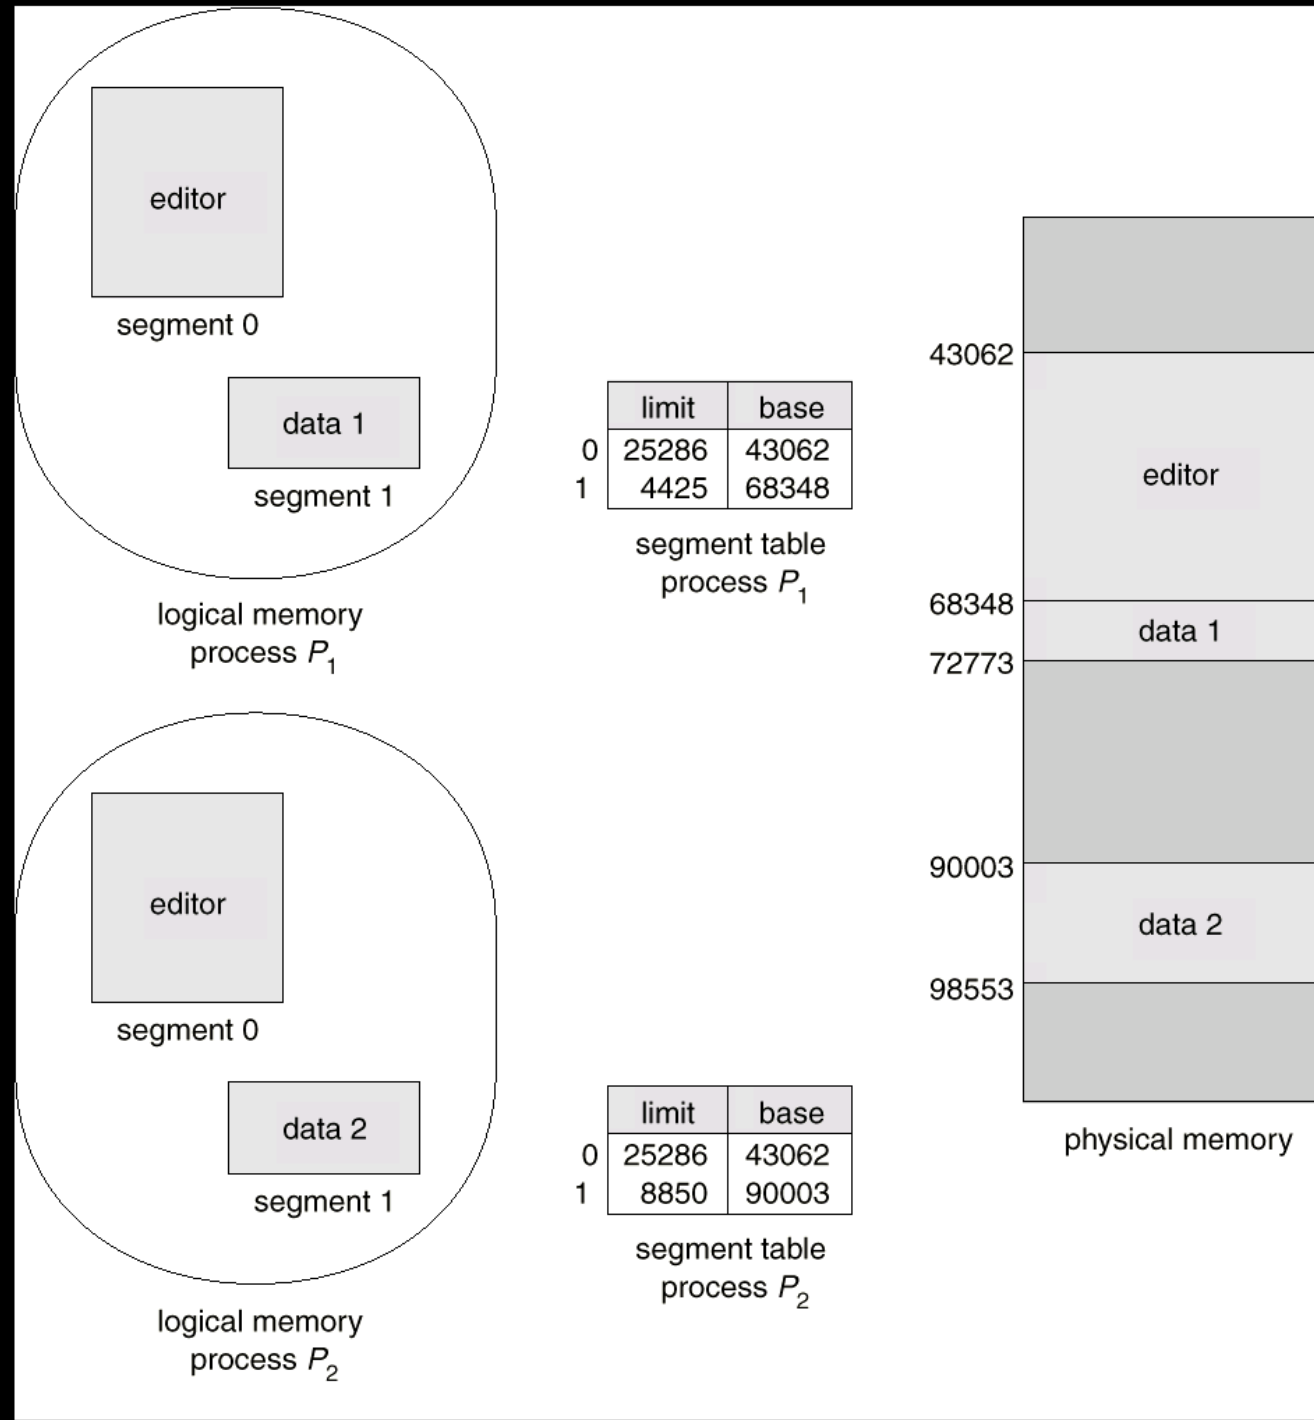 editor
segment 0
data 1
segment 1
logical memory
process P1
limit base
0 25286 43062
1 4425 68348
segment table
process P1
43062
editor
68348
data 1
72773
90003
data 2
98553
physical memory
editor
segment 0
data 2
segment 1
logical memory
process P2
limit base
0 25286 43062
1 8850 90003
segment table
process P2